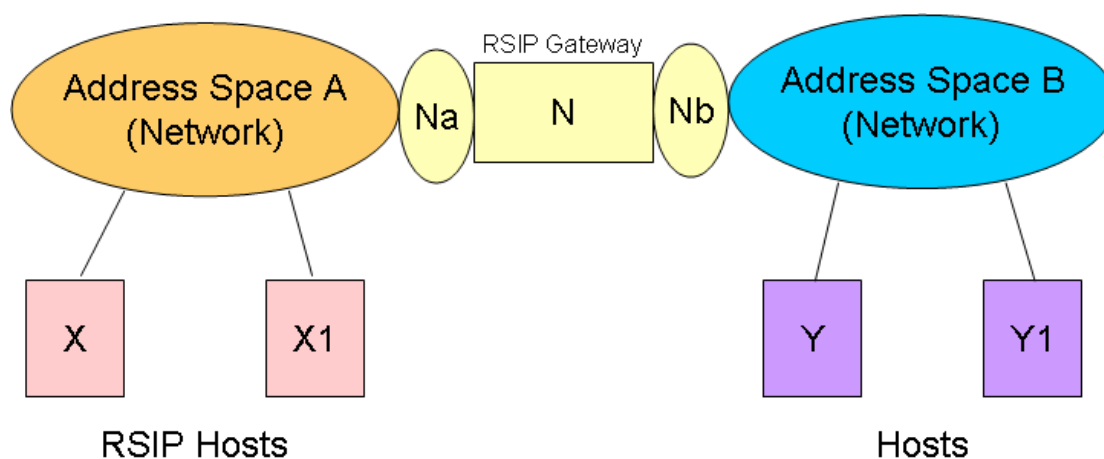 RSIP Gateway
Address Space A
(Network)
Na
N
Nb
Address Space B
(Network)
X
X1
Y
Y1
RSIP Hosts
Hosts